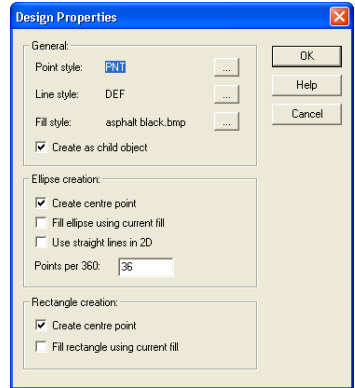 Design Properties
General:
Point style: PNT ...
Line style: DEF ...
Fill style: asphalt black.bmp ...
Create as child object
OK
Help
Cancel
Ellipse creation:
Create centre point
Fill ellipse using current fill
Use straight lines in 2D
Points per 360: 36
Rectangle creation:
Create centre point
Fill rectangle using current fill